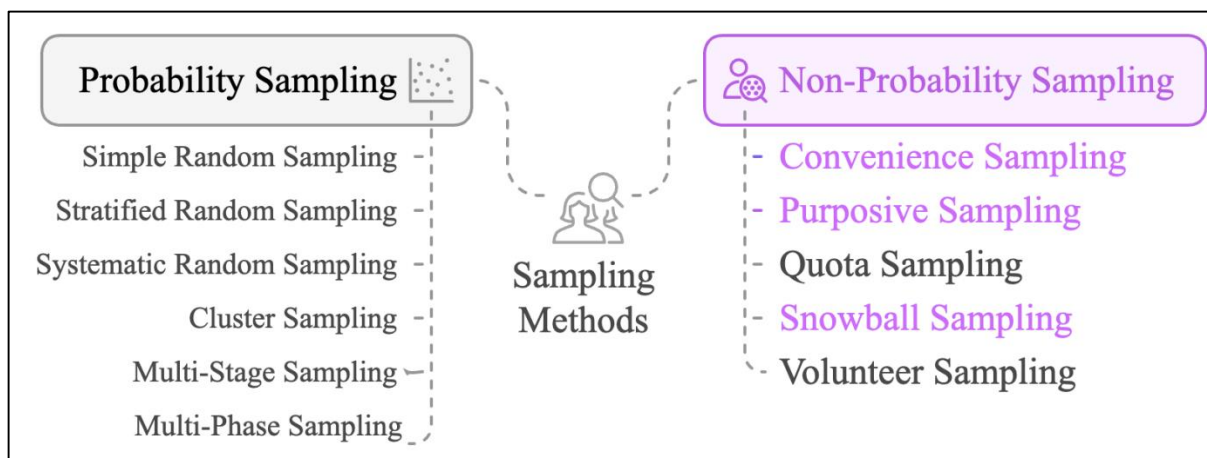 Probability Sampling
Simple Random Sampling
Stratified Random Sampling
Systematic Random Sampling
Cluster Sampling
Multi-Stage Sampling
Multi-Phase Sampling
Sampling
Methods
Non-Probability Sampling
Convenience Sampling
Purposive Sampling
Quota Sampling
Snowball Sampling
Volunteer Sampling